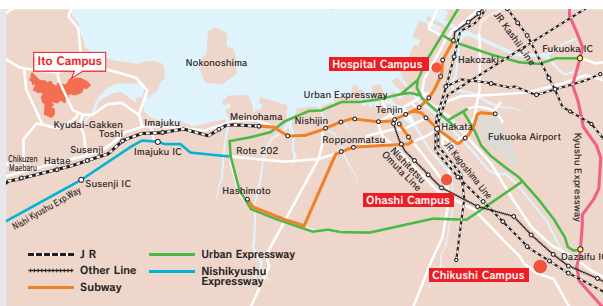 Ito Campus
Nokonoshima
Hospital Campus
JR Kashii Line
Fukuoka IC
Hakozaki
Urban Expressway
Kyudai-Gakken
Toshi
Imajuku
Meinohama
Nishijin
Tenjin
Hakata
Fukuoka Airport
Susenji
Hatae
Chikuzen
Maebaru
Imajuku IC
Rote 202
Ropponmatsu
Nishitetsu
Omuta Line
JR Kagoshima Line
Kyushu Expressway
Susenji IC
Nishi Kyushu Exp.Way
Hashimoto
Ohashi Campus
Dazaifu IC
Chikushi Campus
J R
Other Line
Subway
Urban Expressway
Nishikyushu
Expressway